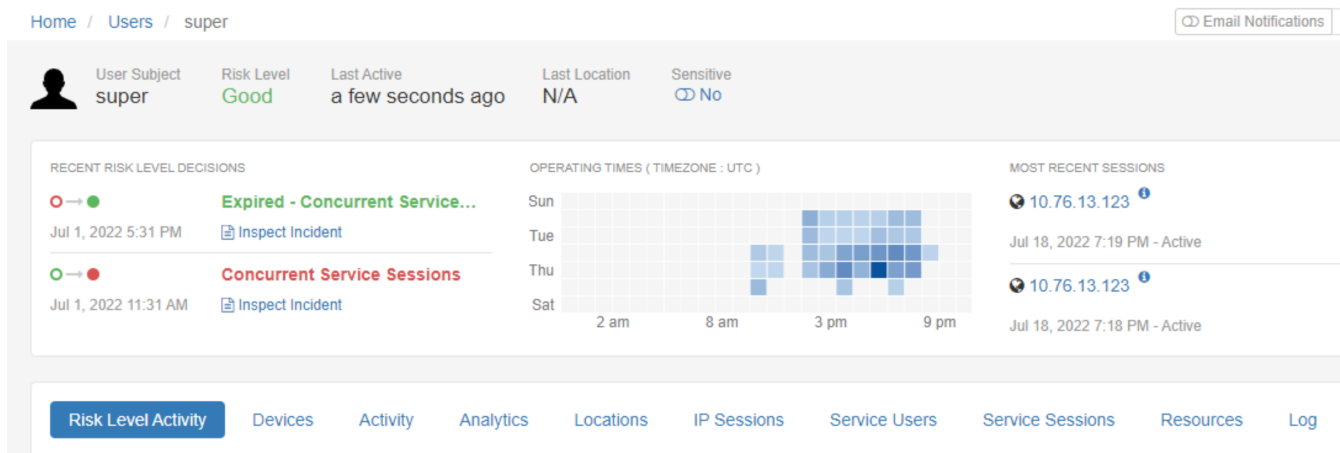 Home / Users / super
Email Notifications
User Subject
super
Risk Level
Good
Last Active
a few seconds ago
Last Location
N/A
Sensitive
No
RECENT RISK LEVEL DECISIONS
Expired - Concurrent Service...
Jul 1, 2022 5:31 PM
Inspect Incident
Concurrent Service Sessions
Jul 1, 2022 11:31 AM
Inspect Incident
OPERATING TIMES ( TIMEZONE : UTC )
Sun
Tue
Thu
Sat
2 am 8 am 3 pm 9 pm
MOST RECENT SESSIONS
10.76.13.123
Jul 18, 2022 7:19 PM - Active
10.76.13.123
Jul 18, 2022 7:18 PM - Active
Risk Level Activity Devices Activity Analytics Locations IP Sessions Service Users Service Sessions Resources Log